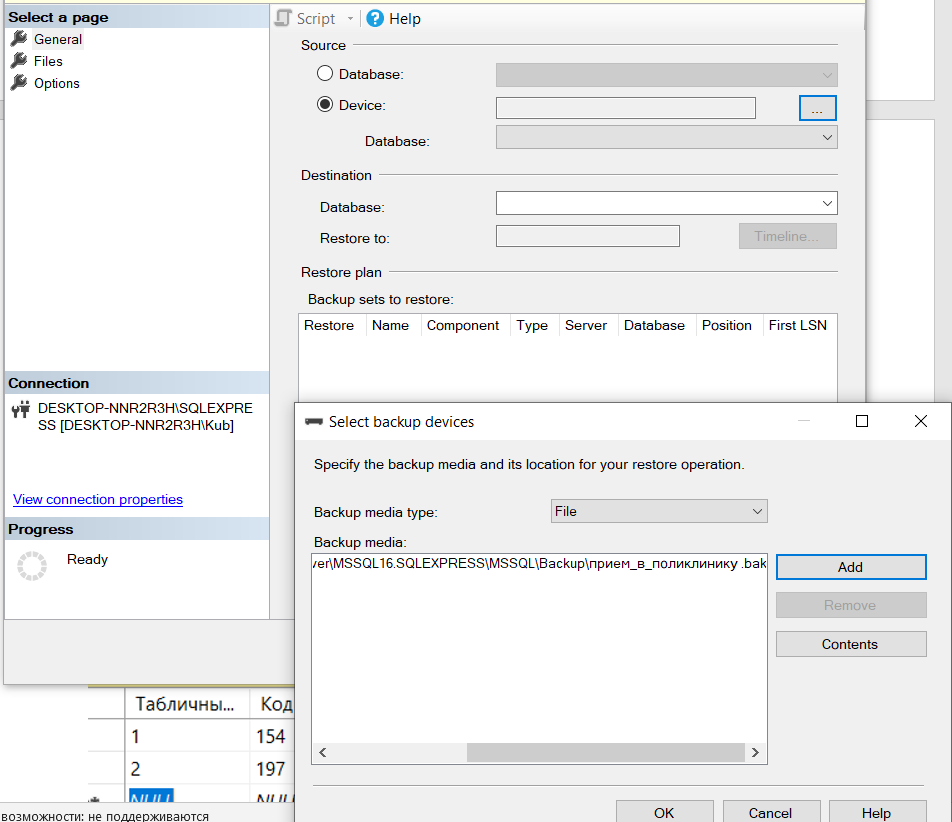 Select a page
Script
Help
General
Files
Options
Source
Database:
Device:
...
Database:
Destination
Database:
Restore to:
Timeline...
Restore plan
Backup sets to restore:
Restore Name Component Type Server Database Position First LSN
Connection
DESKTOP-NNR2R3H\SQLEXPRE
SS [DESKTOP-NNR2R3H\Kub]
View connection properties
Progress
Ready
Select backup devices
Specify the backup media and its location for your restore operation.
Backup media type:
File
Backup media:
ver\MSSQL16.SQLEXPRESS\MSSQL\Backup\прием_в_поликлинику .bak
Add
Remove
Contents
OK
Cancel
Help
Табличны... Код
1 154
2 197
NULL NULL
возможности: не поддерживаются